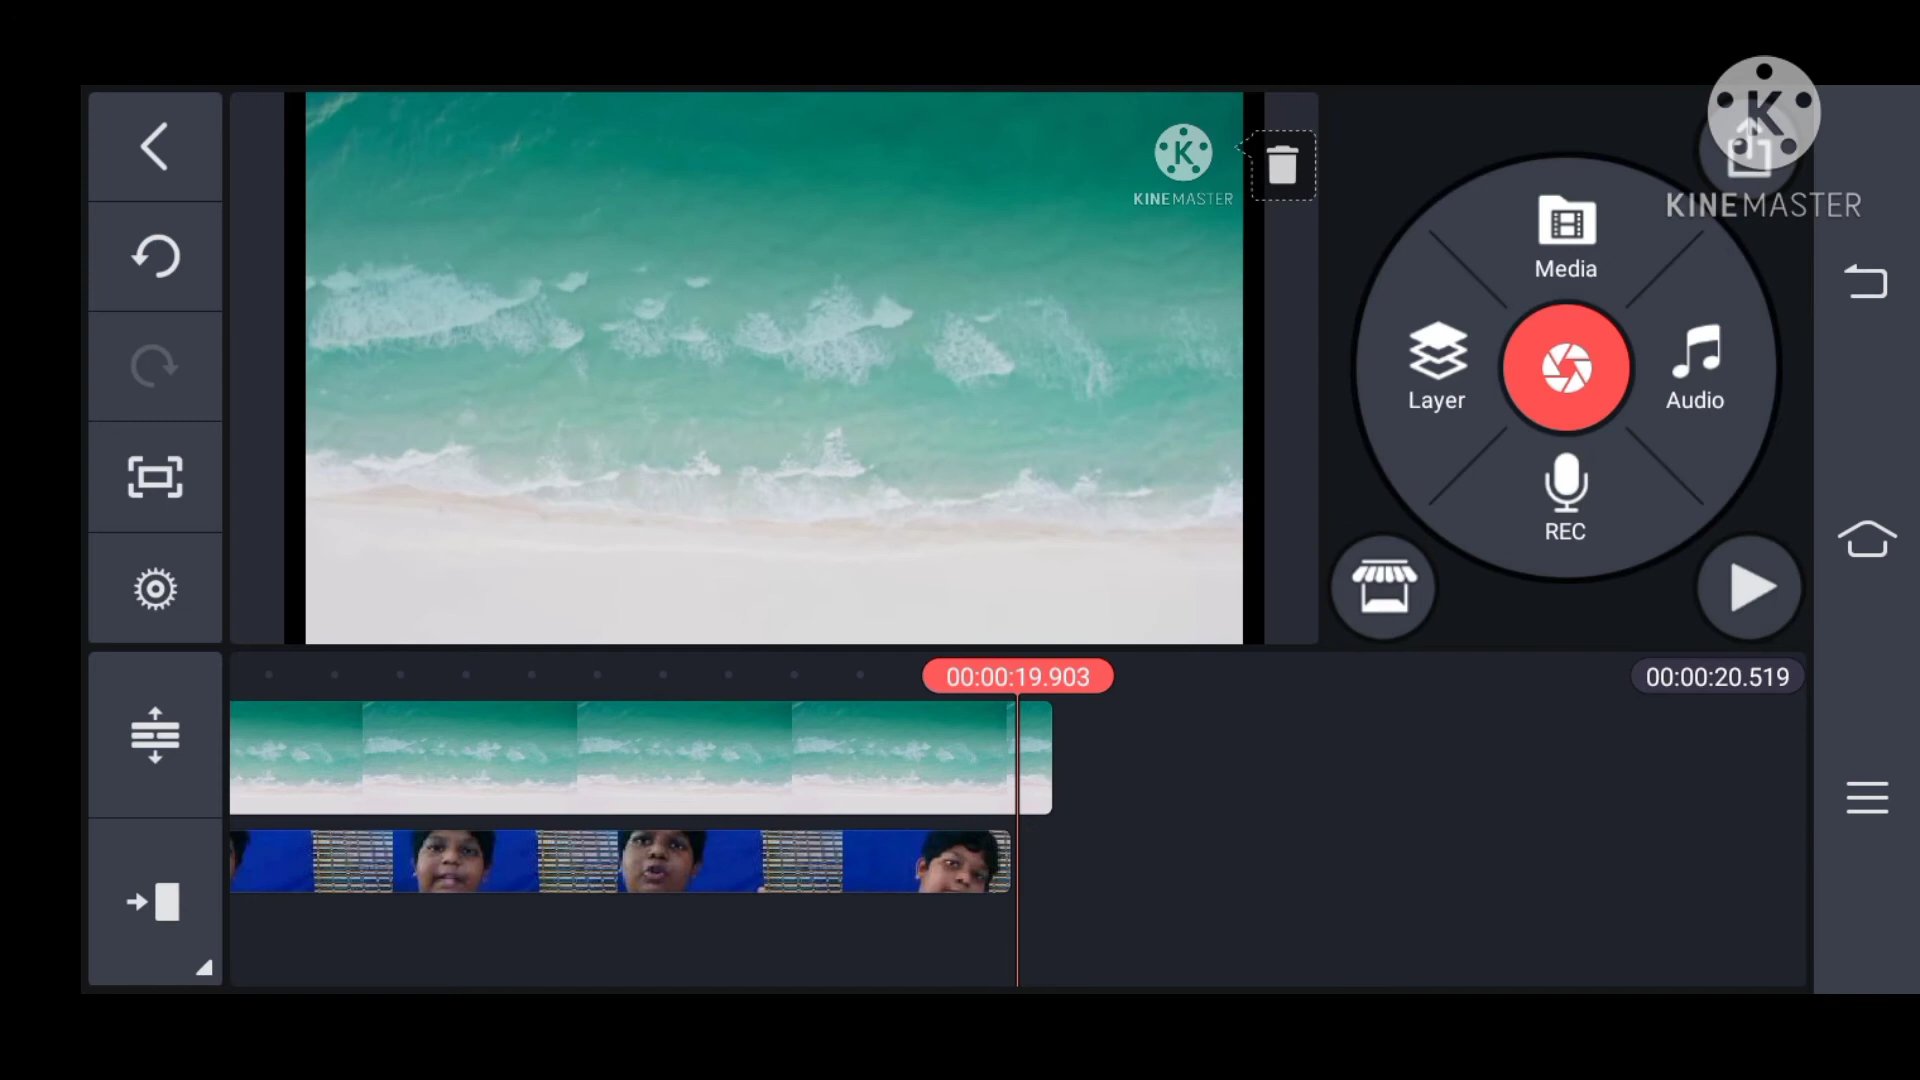 K
KINEMASTER
K
KINEMASTER
Media
Layer
Audio
REC
00:00:19.903
00:00:20.519